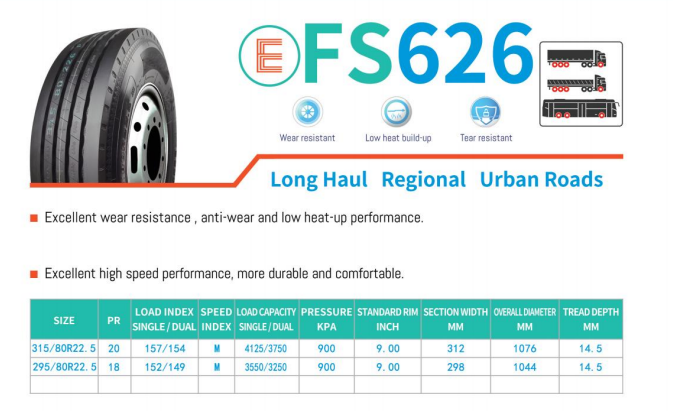 EFS626
Wear resistant Low heat build-up Tear resistant
Long Haul Regional Urban Roads
Excellent wear resistance , anti-wear and low heat-up performance.
Excellent high speed performance, more durable and comfortable.
SIZE PR LOAD INDEX SINGLE / DUAL SPEED INDEX LOAD CAPACITY SINGLE / DUAL PRESSURE KPA STANDARD RIM INCH SECTION WIDTH MM OVERALL DIAMETER MM TREAD DEPTH MM
315/80R22. 5 20 157/154 M 4125/3750 900 9. 00 312 1076 14. 5
295/80R22. 5 18 152/149 M 3550/3250 900 9. 00 298 1044 14. 5